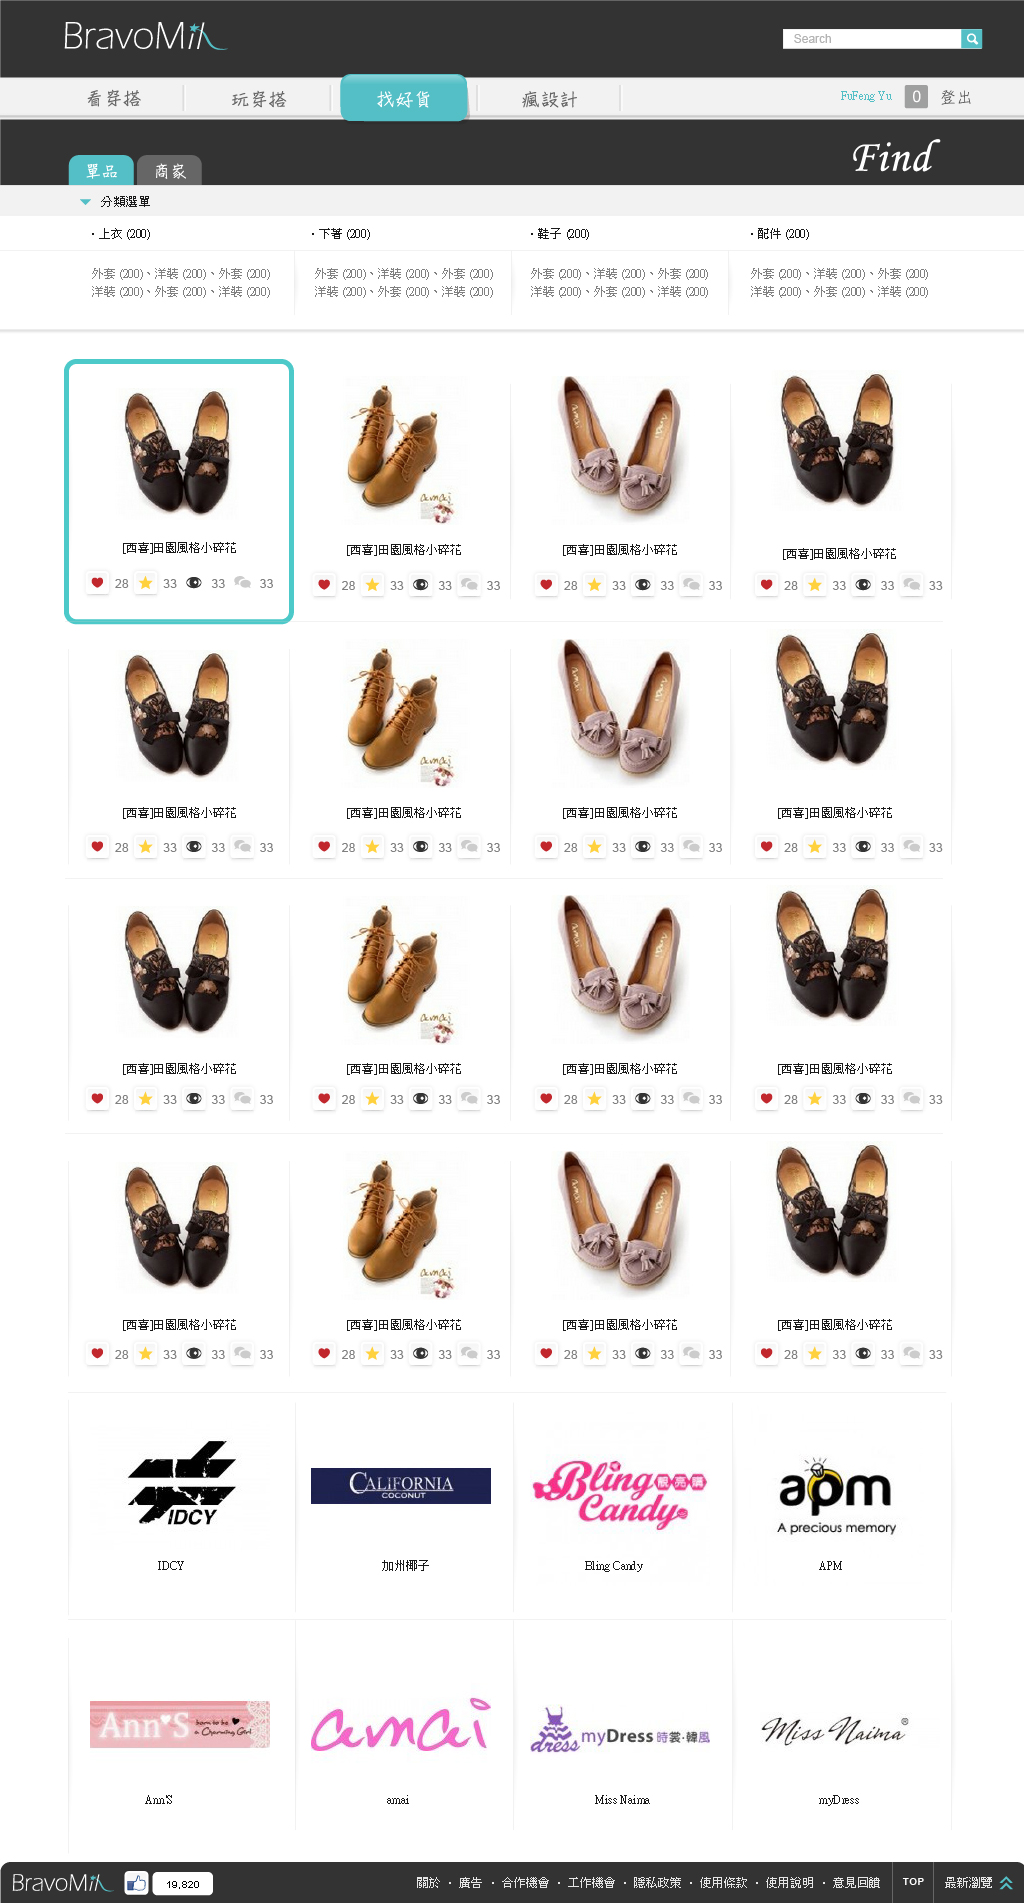 BravoMix
Search
看穿搭 玩穿搭 找好貨 瘋設計 FuFeng Yu 0 登出
單品 商家 Find
分類選單
· 上衣 (200) · 下著 (200) · 鞋子 (200) · 配件 (200)
外套 (200)、洋裝 (200)、外套 (200) 外套 (200)、洋裝 (200)、外套 (200) 外套 (200)、洋裝 (200)、外套 (200) 外套 (200)、洋裝 (200)、外套 (200)
洋裝 (200)、外套 (200)、洋裝 (200) 洋裝 (200)、外套 (200)、洋裝 (200) 洋裝 (200)、外套 (200)、洋裝 (200) 洋裝 (200)、外套 (200)、洋裝 (200)
amai
[西喜]田園風格小碎花 [西喜]田園風格小碎花 [西喜]田園風格小碎花 [西喜]田園風格小碎花
28 33 33 33 28 33 33 33 28 33 33 33 28 33 33 33
amai
[西喜]田園風格小碎花 [西喜]田園風格小碎花 [西喜]田園風格小碎花 [西喜]田園風格小碎花
28 33 33 33 28 33 33 33 28 33 33 33 28 33 33 33
amai
[西喜]田園風格小碎花 [西喜]田園風格小碎花 [西喜]田園風格小碎花 [西喜]田園風格小碎花
28 33 33 33 28 33 33 33 28 33 33 33 28 33 33 33
amai
[西喜]田園風格小碎花 [西喜]田園風格小碎花 [西喜]田園風格小碎花 [西喜]田園風格小碎花
28 33 33 33 28 33 33 33 28 33 33 33 28 33 33 33
IDCY
CALIFORNIA
COCONUT
Bling 靚亮購
Candy
apm
A precious memory
IDCY 加州椰子 Bling Candy APM
Ann'S born to be
a Charming Girl
amai
dress myDress 時裳·韓風
Miss Naima®
Ann'S amai Miss Naima myDress
BravoMix 19,820 關於 · 廣告 · 合作機會 · 工作機會 · 隱私政策 · 使用條款 · 使用說明 · 意見回饋 TOP 最新瀏覽